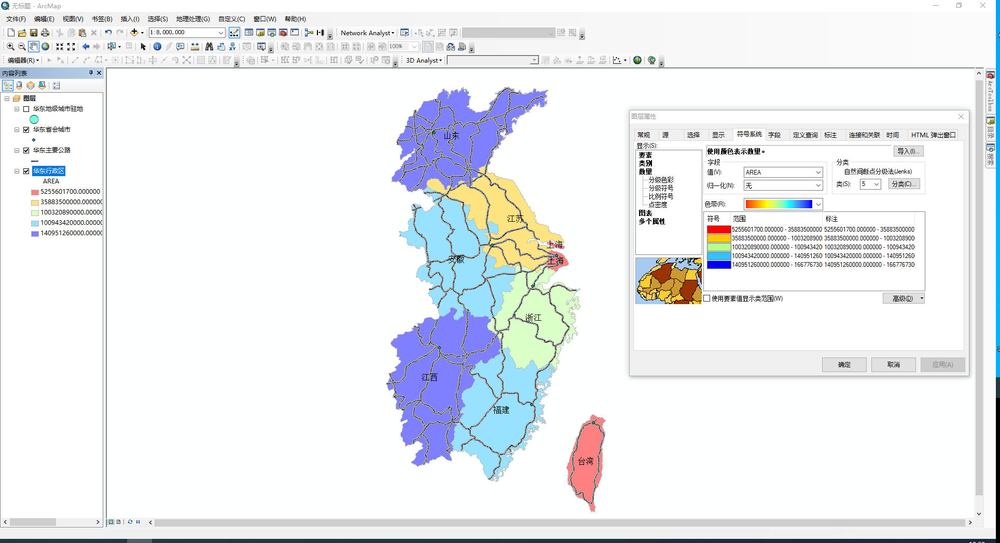 无标题 - ArcMap
文件(F) 编辑(E) 视图(V) 书签(B) 插入(I) 选择(S) 地理处理(G) 自定义(C) 窗口(W) 帮助(H)
1:8,000,000 Network Analyst
100%
编辑器(R) 3D Analyst
内容列表
图层
华东地级城市驻地
华东省会城市
华东主要公路
华东行政区
AREA
5255601700.000000
35883500000.000000
100320890000.00000
100943420000.00000
140951260000.00000
山东
江苏
上海
安徽
上海
浙江
江西
福建
台湾
图层属性
常规 源 选择 显示 符号系统 字段 定义查询 标注 连接和关联 时间 HTML 弹出窗口
显示(S):
要素
类别
数量
分级色彩
分级符号
比例符号
点密度
图表
多个属性
使用颜色表示数量。
导入(I)...
字段
值(V): AREA
归一化(N): 无
分类
自然间断点分级法(Jenks)
类(S): 5 分类(C)...
色带(R):
符号 范围 标注
5255601700.000000 - 35883500000 5255601700.000000 - 35883500000
35883500000.000000 - 1003208900 35883500000.000000 - 1003208900
100320890000.000000 - 100943420 100320890000.000000 - 100943420
100943420000.000000 - 140951260 100943420000.000000 - 140951260
140951260000.000000 - 166776730 140951260000.000000 - 166776730
使用要素值显示类范围(W)
高级(D)
确定 取消 应用(A)
ArcToolbox
目录
搜索